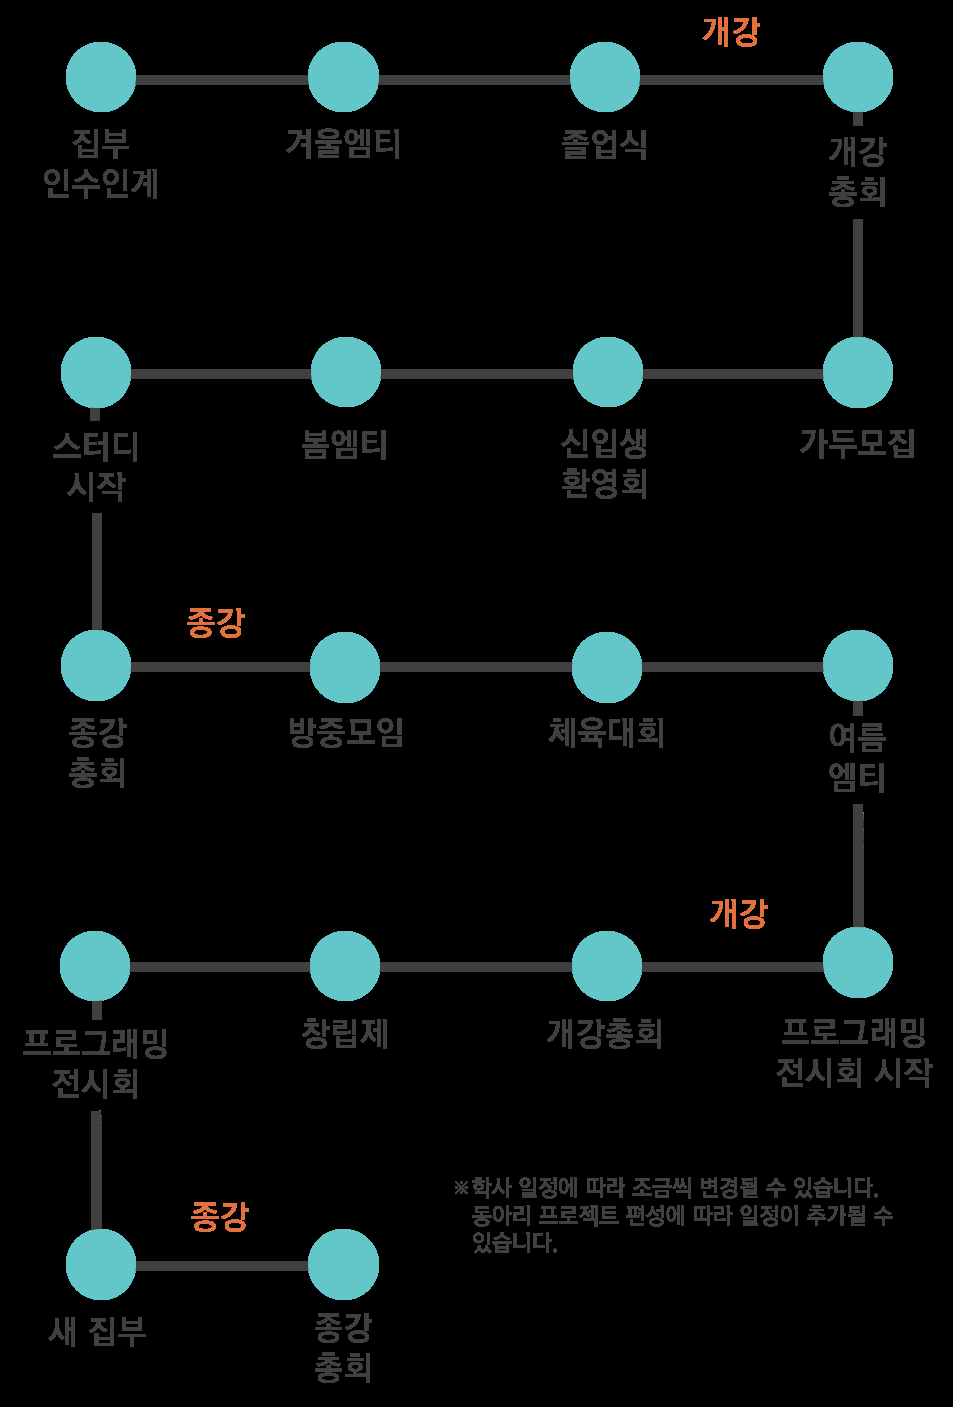 개강
집부
인수인계
겨울엠티
졸업식
개강
총회
스터디
시작
봄엠티
신입생
환영회
가두모집
종강
종강
총회
방중모임
체육대회
여름
엠티
개강
프로그래밍
전시회
창립제
개강총회
프로그래밍
전시회 시작
※학사 일정에 따라 조금씩 변경될 수 있습니다.
동아리 프로젝트 편성에 따라 일정이 추가될 수
있습니다.
종강
새 집부
종강
총회